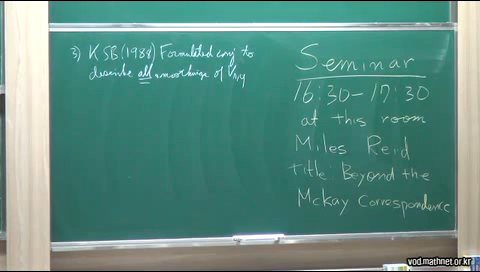 3) KSB (1988) Formulated conj to
describe all smoothings of V
Seminar
16:30-17:30
at this room
Miles Reid
title: Beyond the
McKay Correspondence
vod.mathnet.or.kr